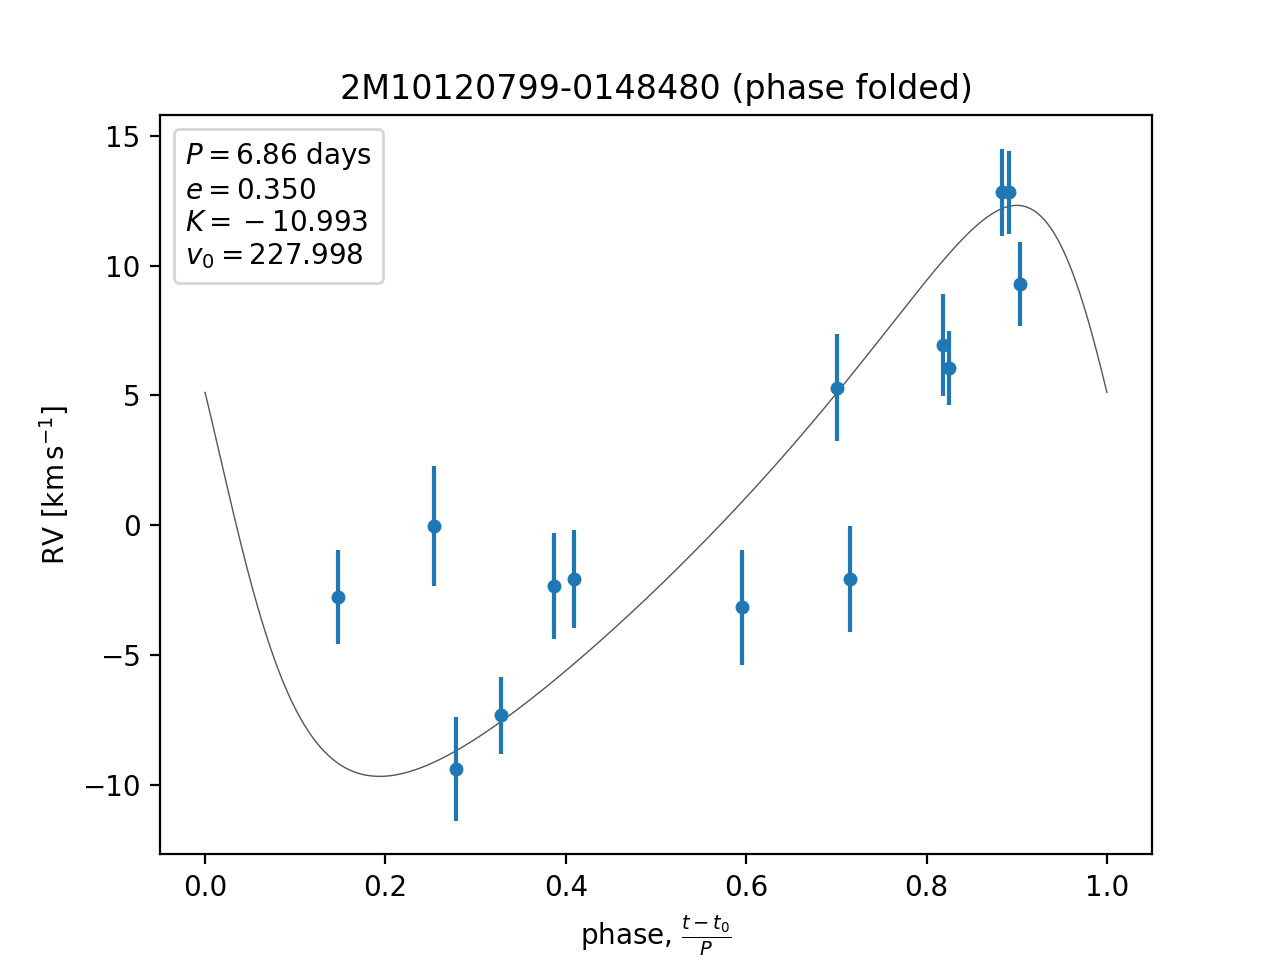 2M10120799-0148480 (phase folded)
P = 6.86 days
e = 0.350
K = − 10.993
v₀ = 227.998
15
10
5
0
−5
−10
RV [km s⁻¹]
0.0 0.2 0.4 0.6 0.8 1.0
phase, (t − t₀)/P